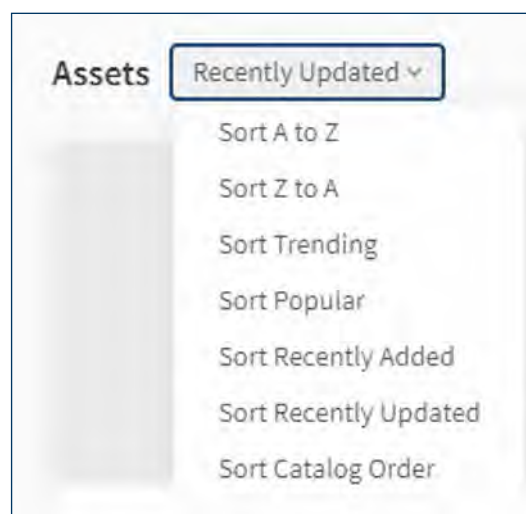 Assets Recently Updated
Sort A to Z
Sort Z to A
Sort Trending
Sort Popular
Sort Recently Added
Sort Recently Updated
Sort Catalog Order